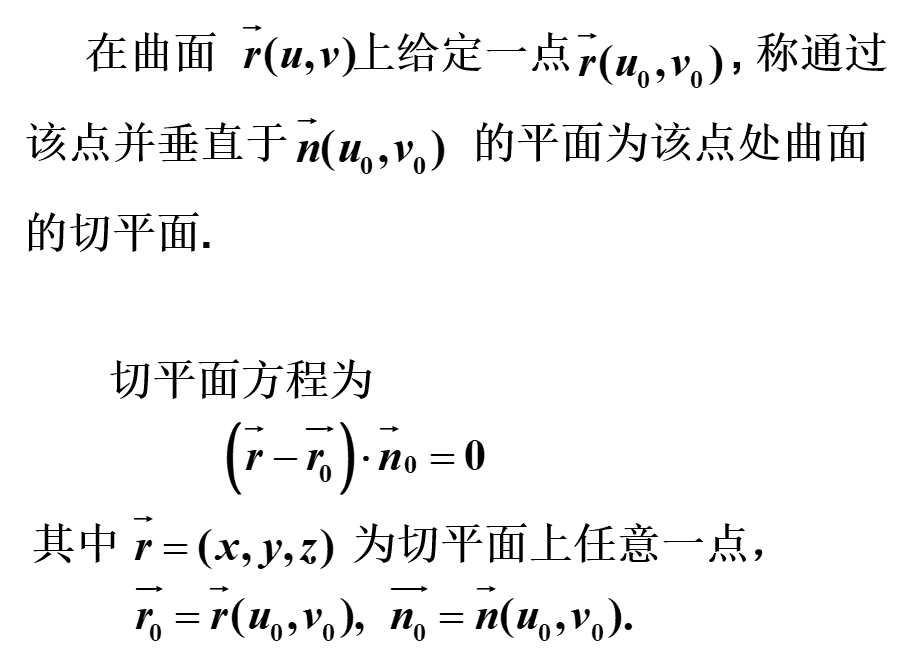 在曲面 $\vec{r}(u,v)$上给定一点$\vec{r}(u_0,v_0)$,称通过
该点并垂直于 $\vec{n}(u_0,v_0)$ 的平面为该点处曲面
的切平面.
切平面方程为
$\left(\vec{r}-\vec{r_0}\right)\cdot\vec{n}_0=0$
其中 $\vec{r}=(x,y,z)$ 为切平面上任意一点，
$\vec{r_0}=\vec{r}(u_0,v_0),\ \vec{n_0}=\vec{n}(u_0,v_0).$